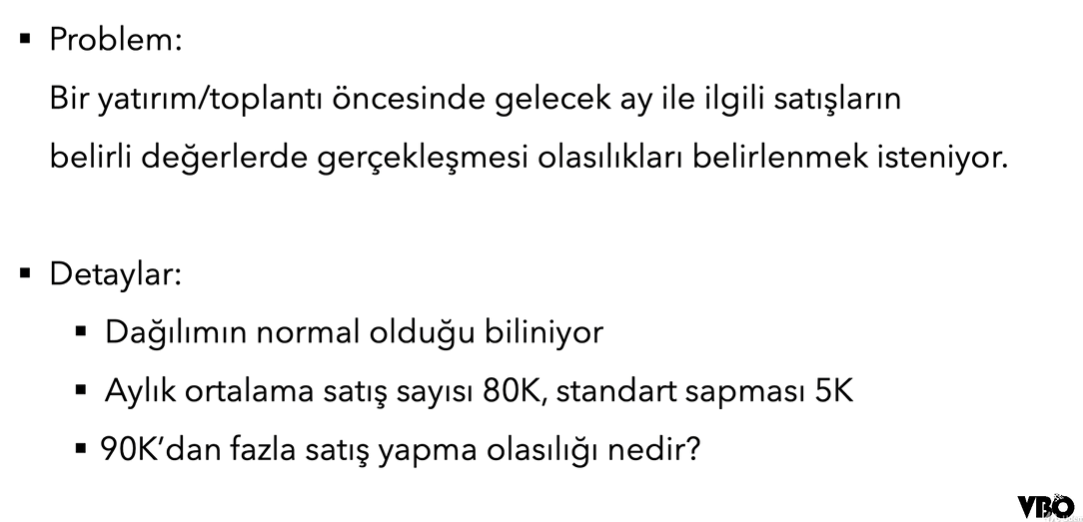 ▪ Problem:
Bir yatırım/toplantı öncesinde gelecek ay ile ilgili satışların
belirli değerlerde gerçekleşmesi olasılıkları belirlenmek isteniyor.
▪ Detaylar:
▪ Dağılımın normal olduğu biliniyor
▪ Aylık ortalama satış sayısı 80K, standart sapması 5K
▪ 90K’dan fazla satış yapma olasılığı nedir?
VBO